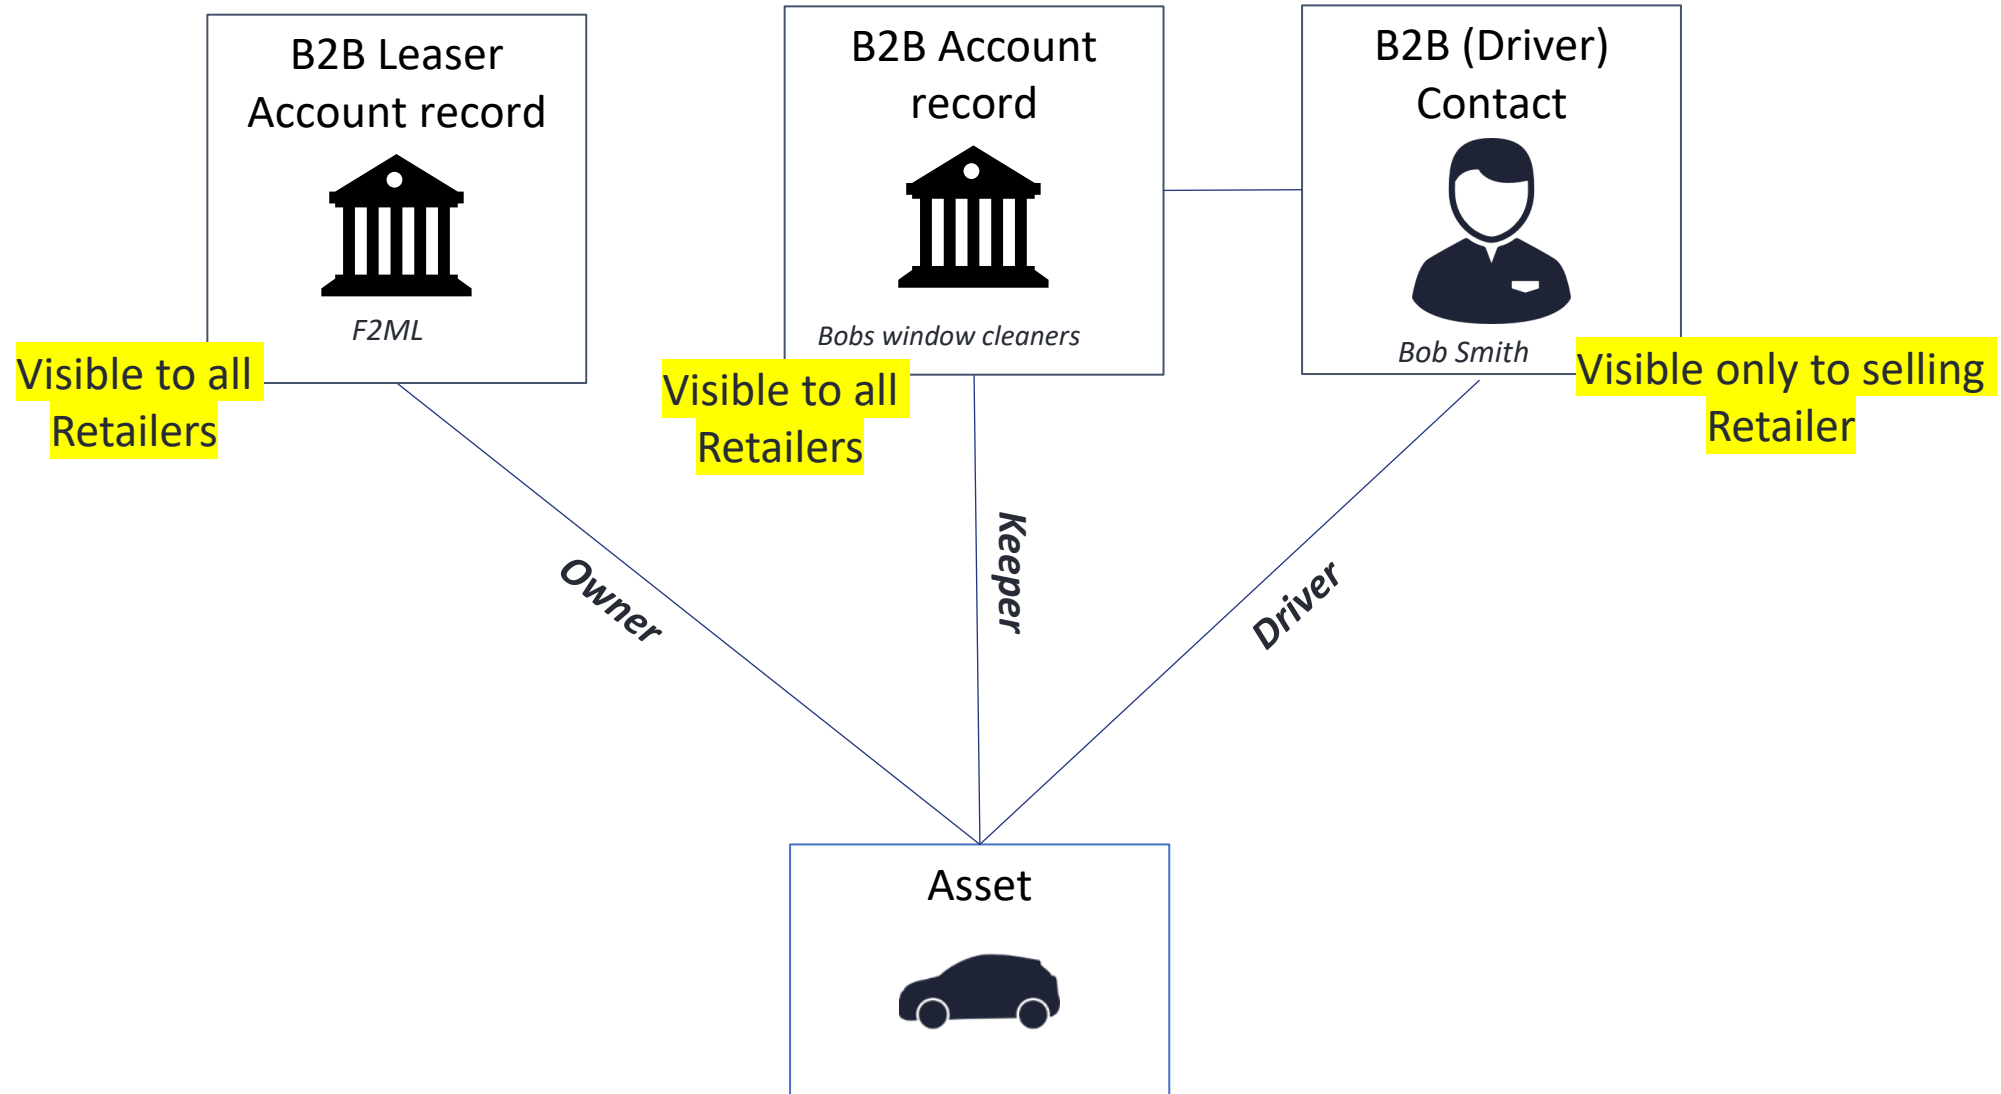 B2B Leaser
Account record
F2ML
Visible to all
Retailers
B2B Account
record
Bobs window cleaners
Visible to all
Retailers
B2B (Driver)
Contact
Bob Smith
Visible only to selling
Retailer
Owner
Keeper
Driver
Asset